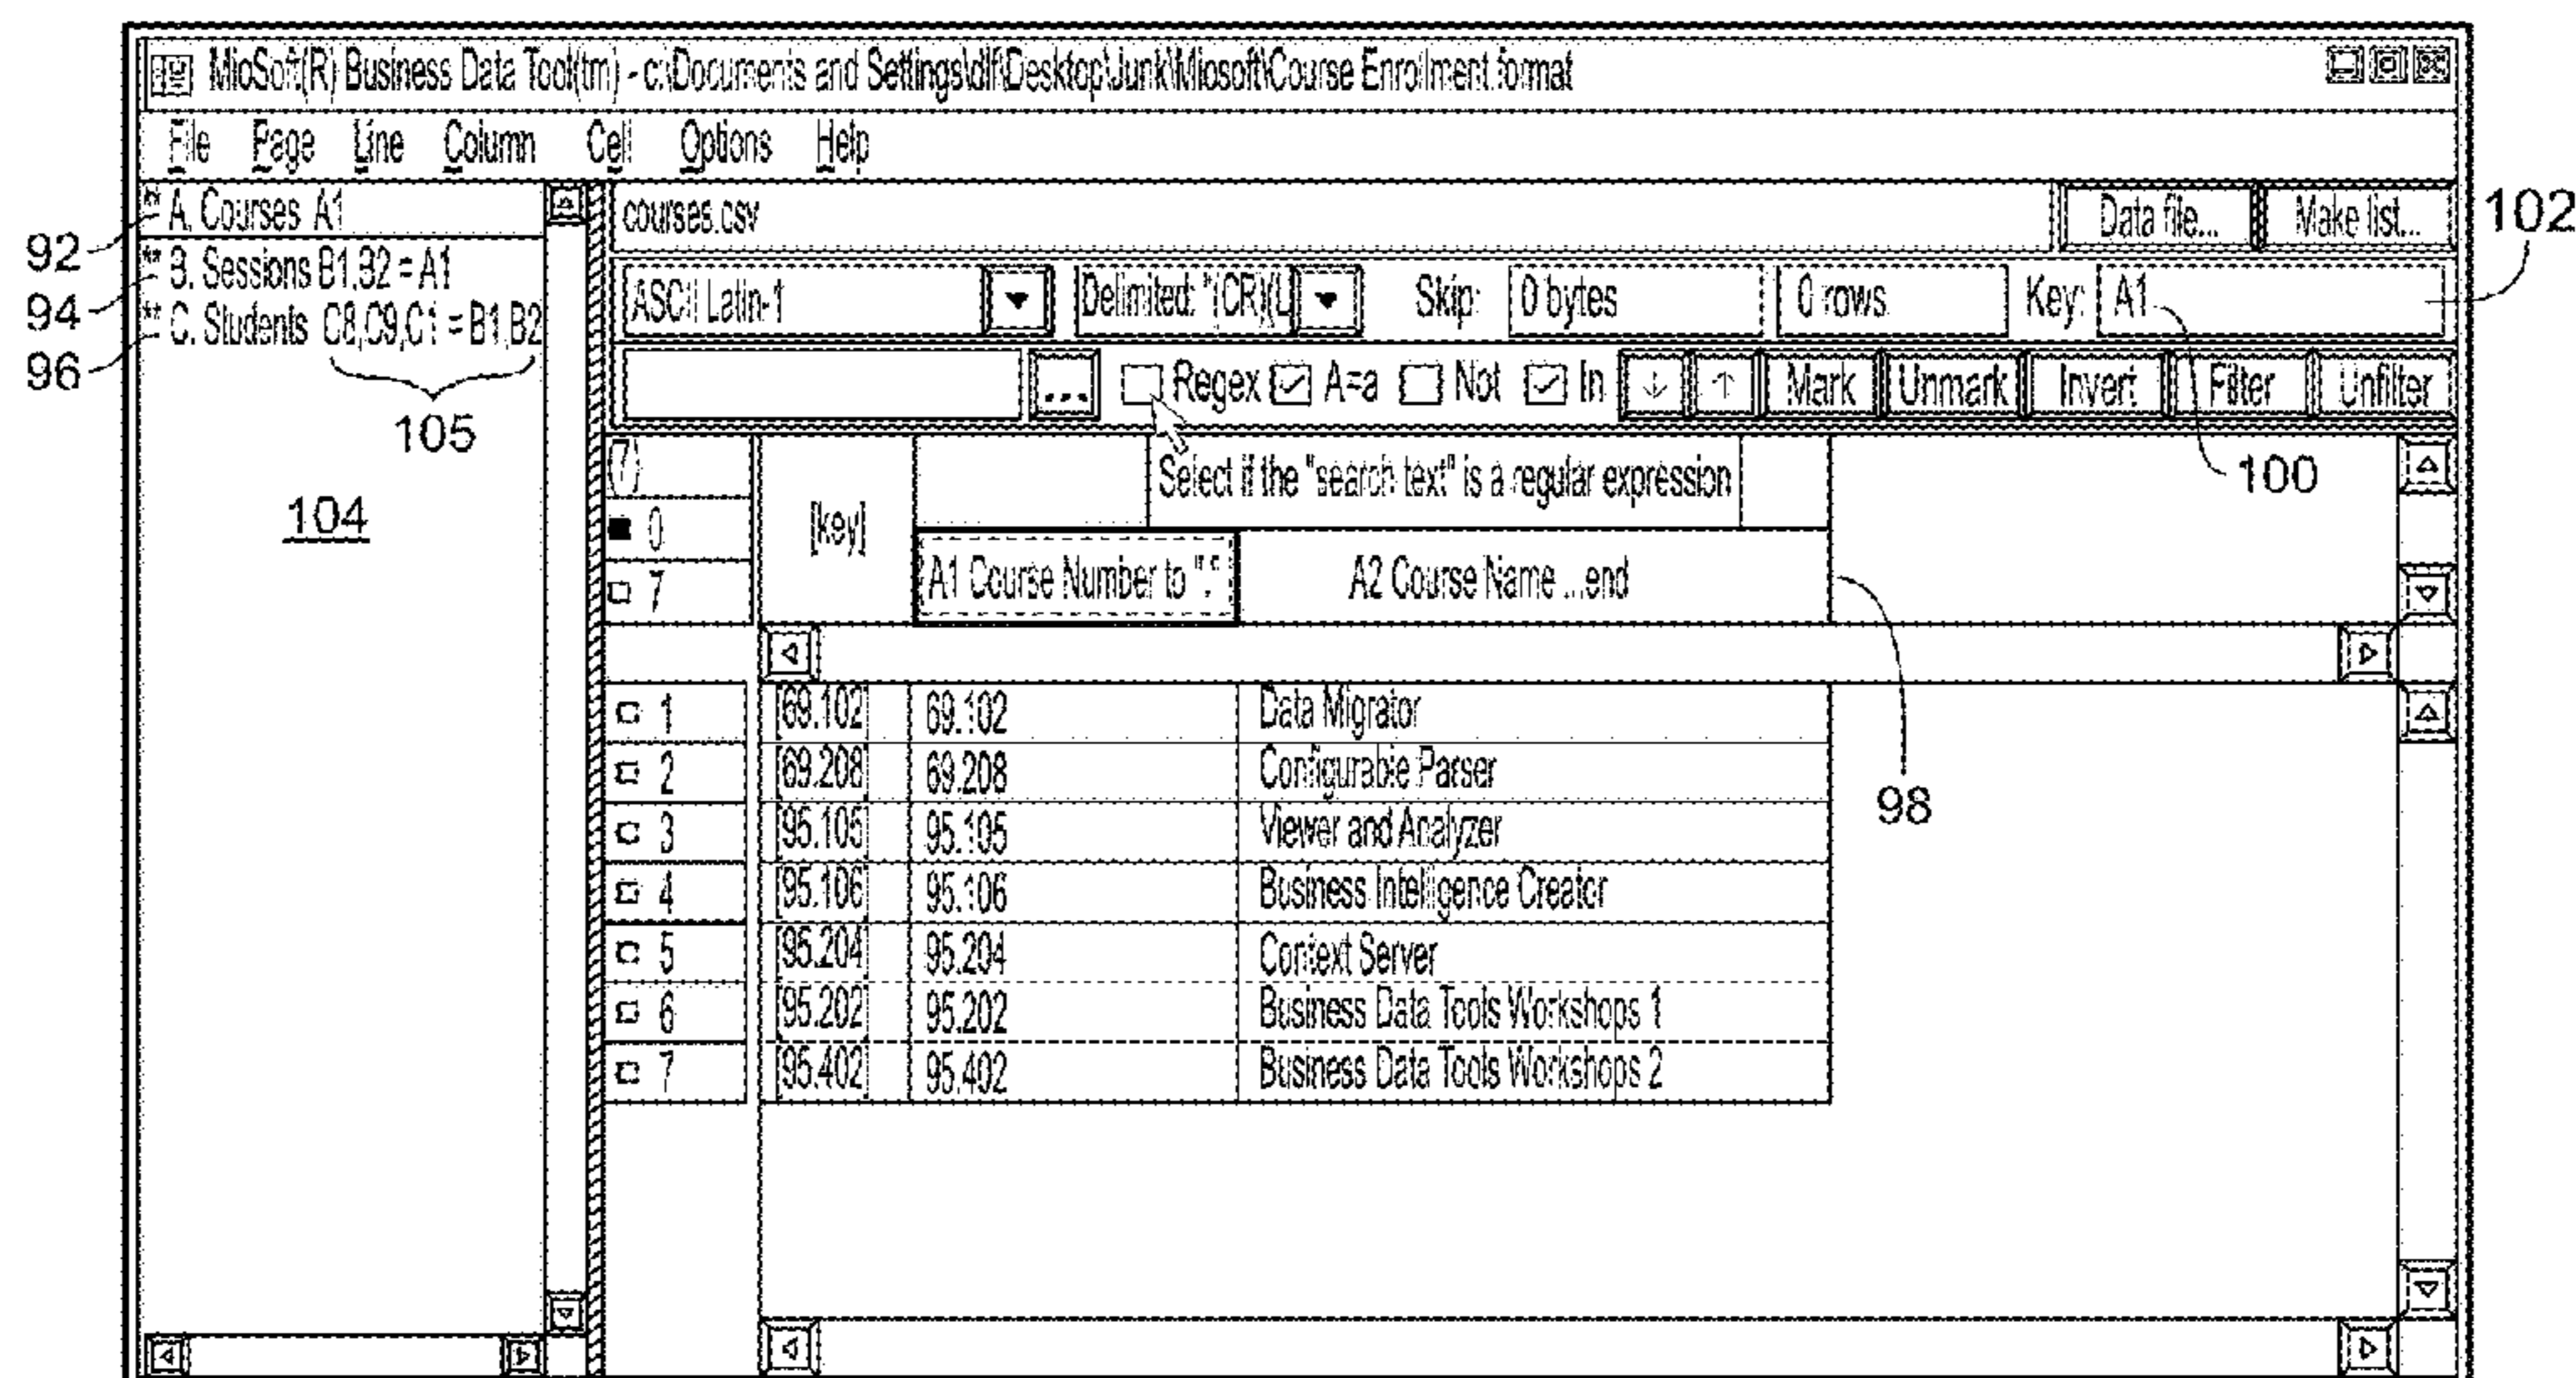 MioSoft(R) Business Data Tool(tm) - c:\Documents and Settings\dlf\Desktop\Junk\Miosoft\Course Enrollment.format
File Page Line Column Cell Options Help
** A. Courses A1
courses.csv Data file... Make list... 102
92
** B. Sessions B1,B2 = A1
94
ASCII Latin-1 Delimited: "(CR)(L Skip: 0 bytes 0 rows Key: A1
** C. Students C8,C9,C1 = B1,B2
96
... Regex A=a Not In ↓ ↑ Mark Unmark Invert Filter Unfilter
105
(7) Select if the "search text" is a regular expression 100
104
0 [key]
7 A1 Course Number to "," A2 Course Name ...end
98
1 69.102 69.102 Data Migrator
2 69.208 69.208 Configurable Parser
3 95.105 95.105 Viewer and Analyzer
4 95.106 95.106 Business Intelligence Creator
5 95.204 95.204 Context Server
6 95.202 95.202 Business Data Tools Workshops 1
7 95.402 95.402 Business Data Tools Workshops 2